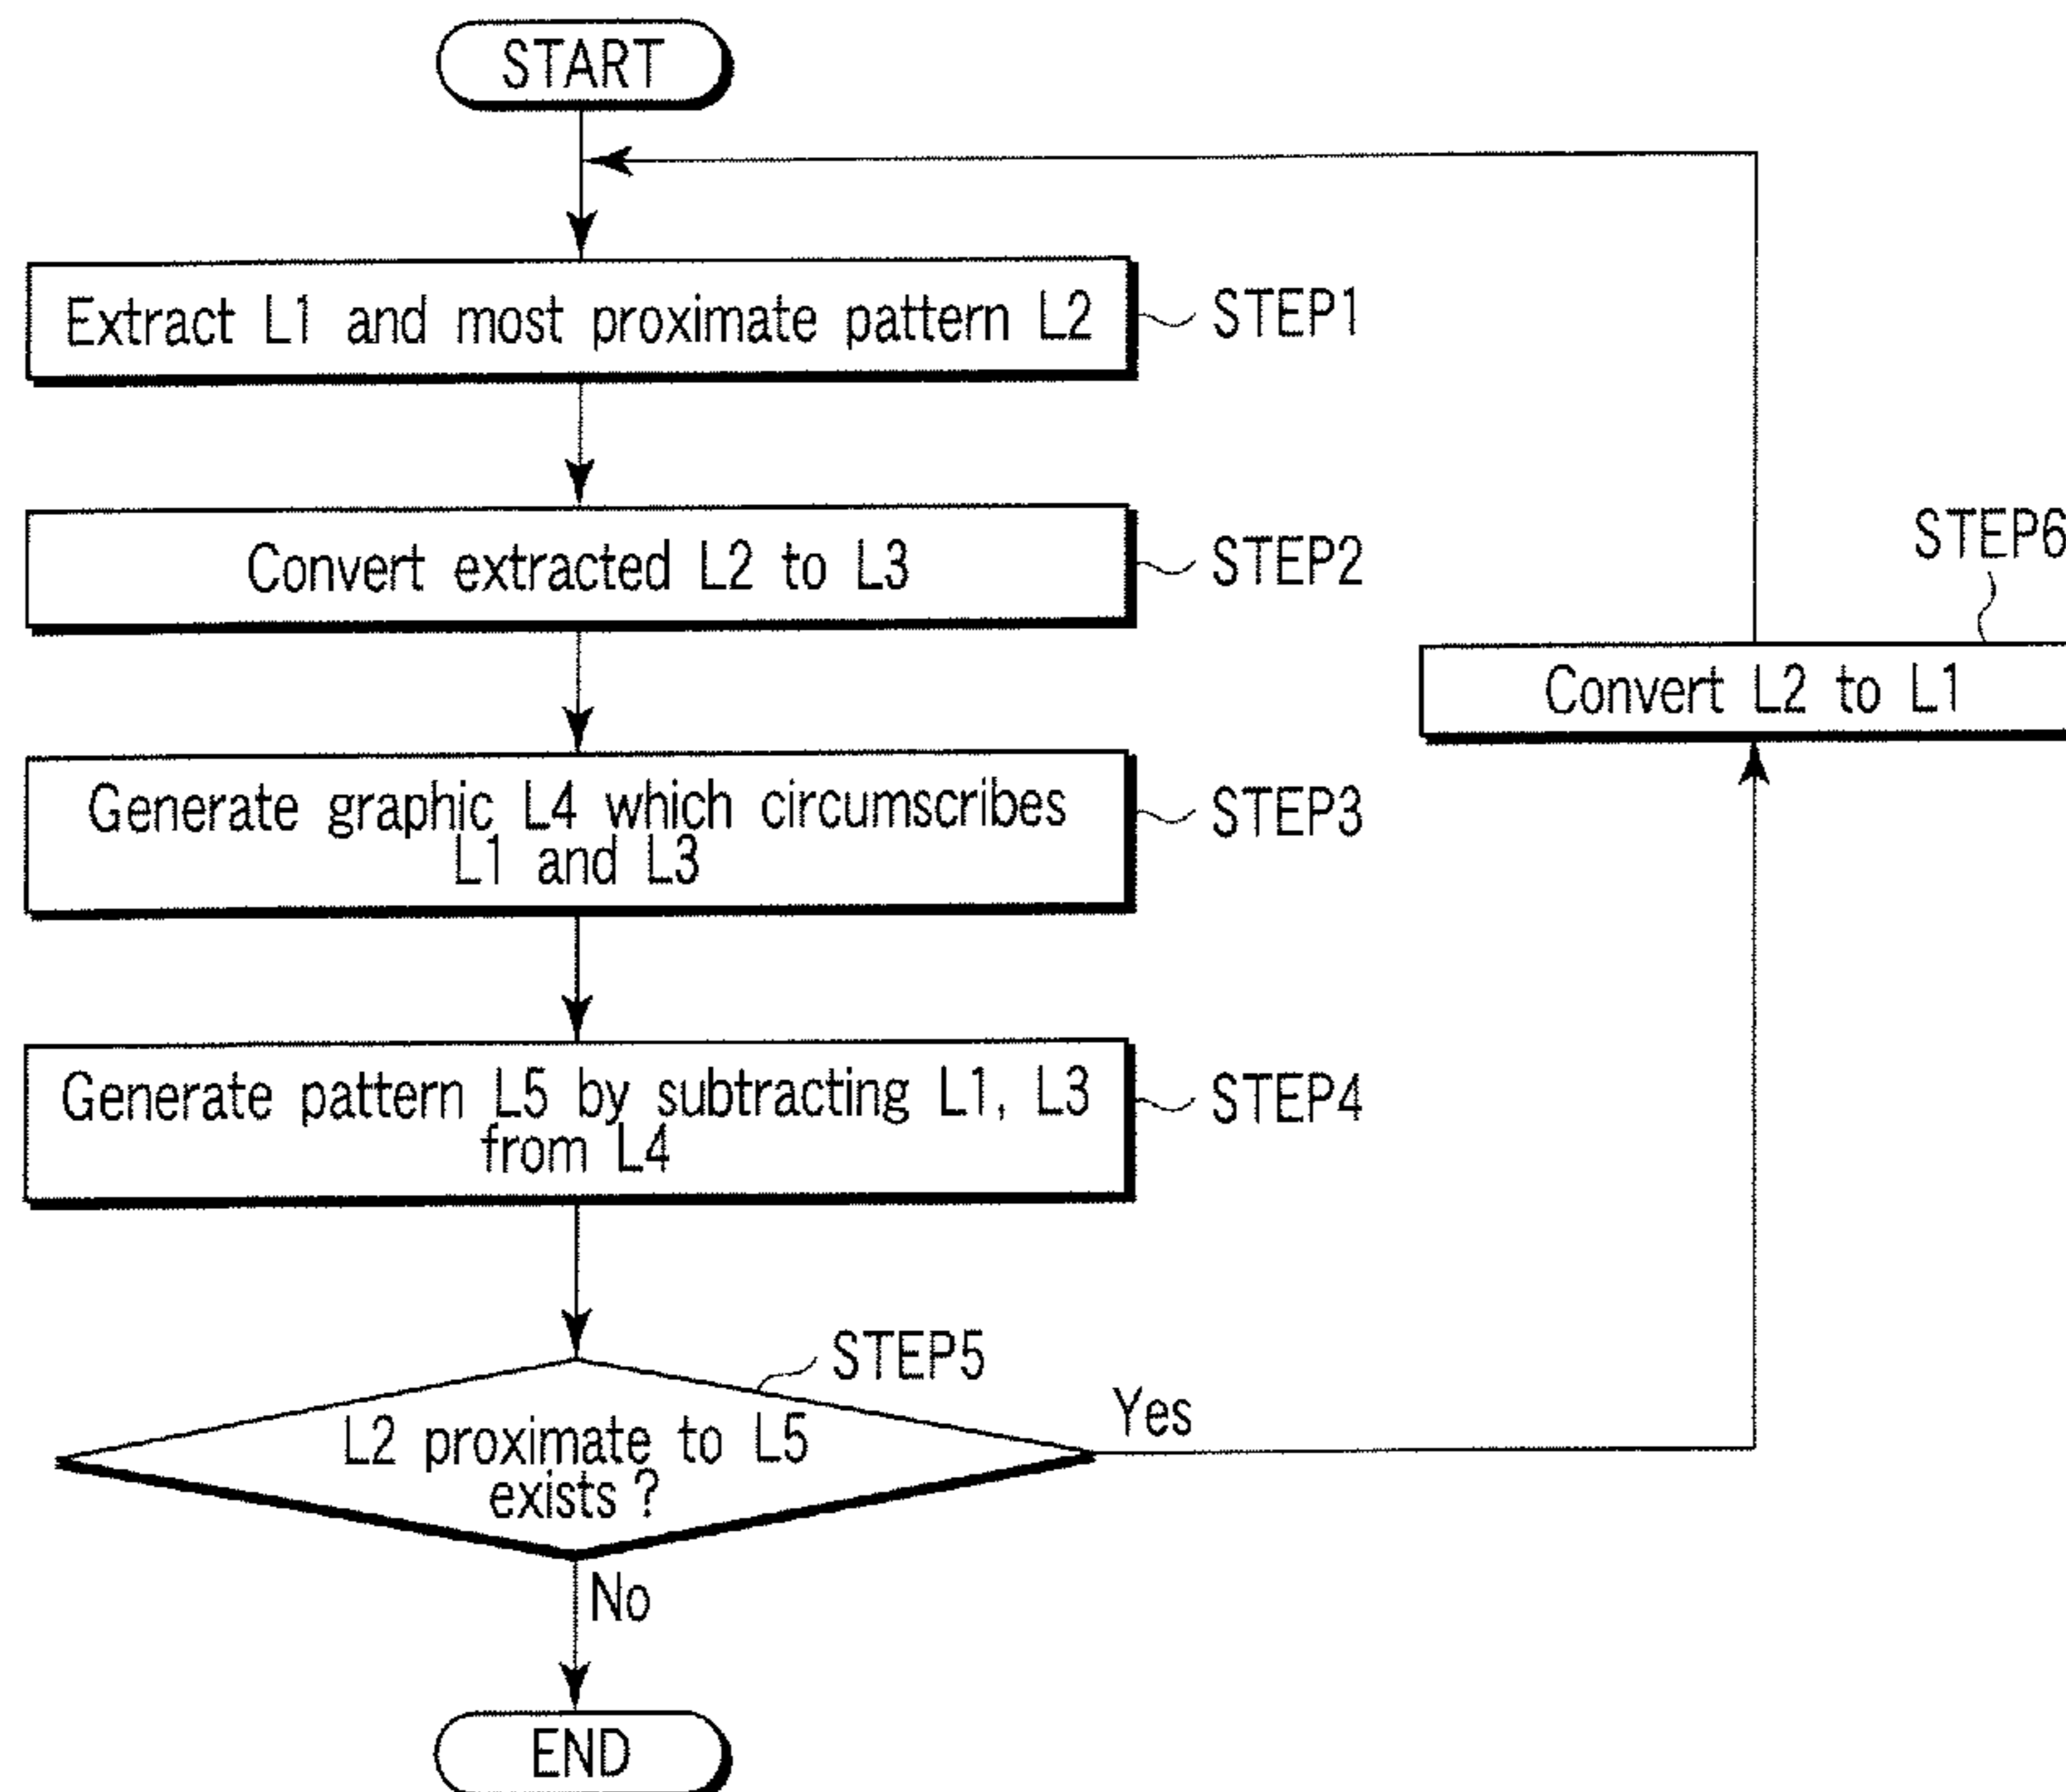 START
Extract L1 and most proximate pattern L2
STEP1
Convert extracted L2 to L3
STEP2
STEP6
Convert L2 to L1
Generate graphic L4 which circumscribes
L1 and L3
STEP3
Generate pattern L5 by subtracting L1, L3
from L4
STEP4
STEP5
L2 proximate to L5
exists ?
Yes
No
END